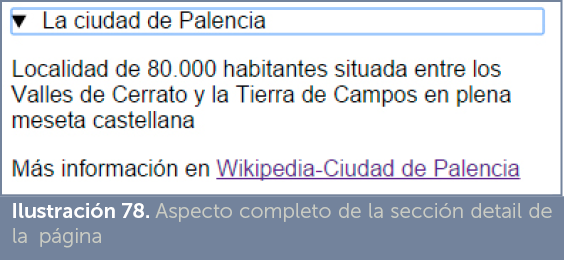 ▼ La ciudad de Palencia
Localidad de 80.000 habitantes situada entre los
Valles de Cerrato y la Tierra de Campos en plena
meseta castellana
Más información en Wikipedia-Ciudad de Palencia
Ilustración 78. Aspecto completo de la sección detail de
la página